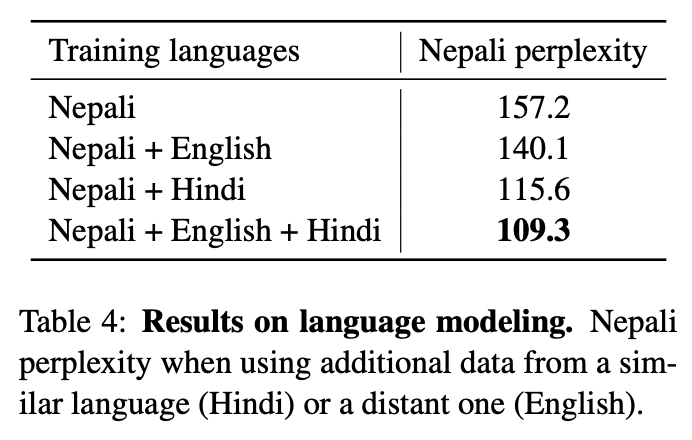 Training languages Nepali perplexity
Nepali 157.2
Nepali + English 140.1
Nepali + Hindi 115.6
Nepali + English + Hindi 109.3
Table 4: Results on language modeling. Nepali
perplexity when using additional data from a sim-
ilar language (Hindi) or a distant one (English).